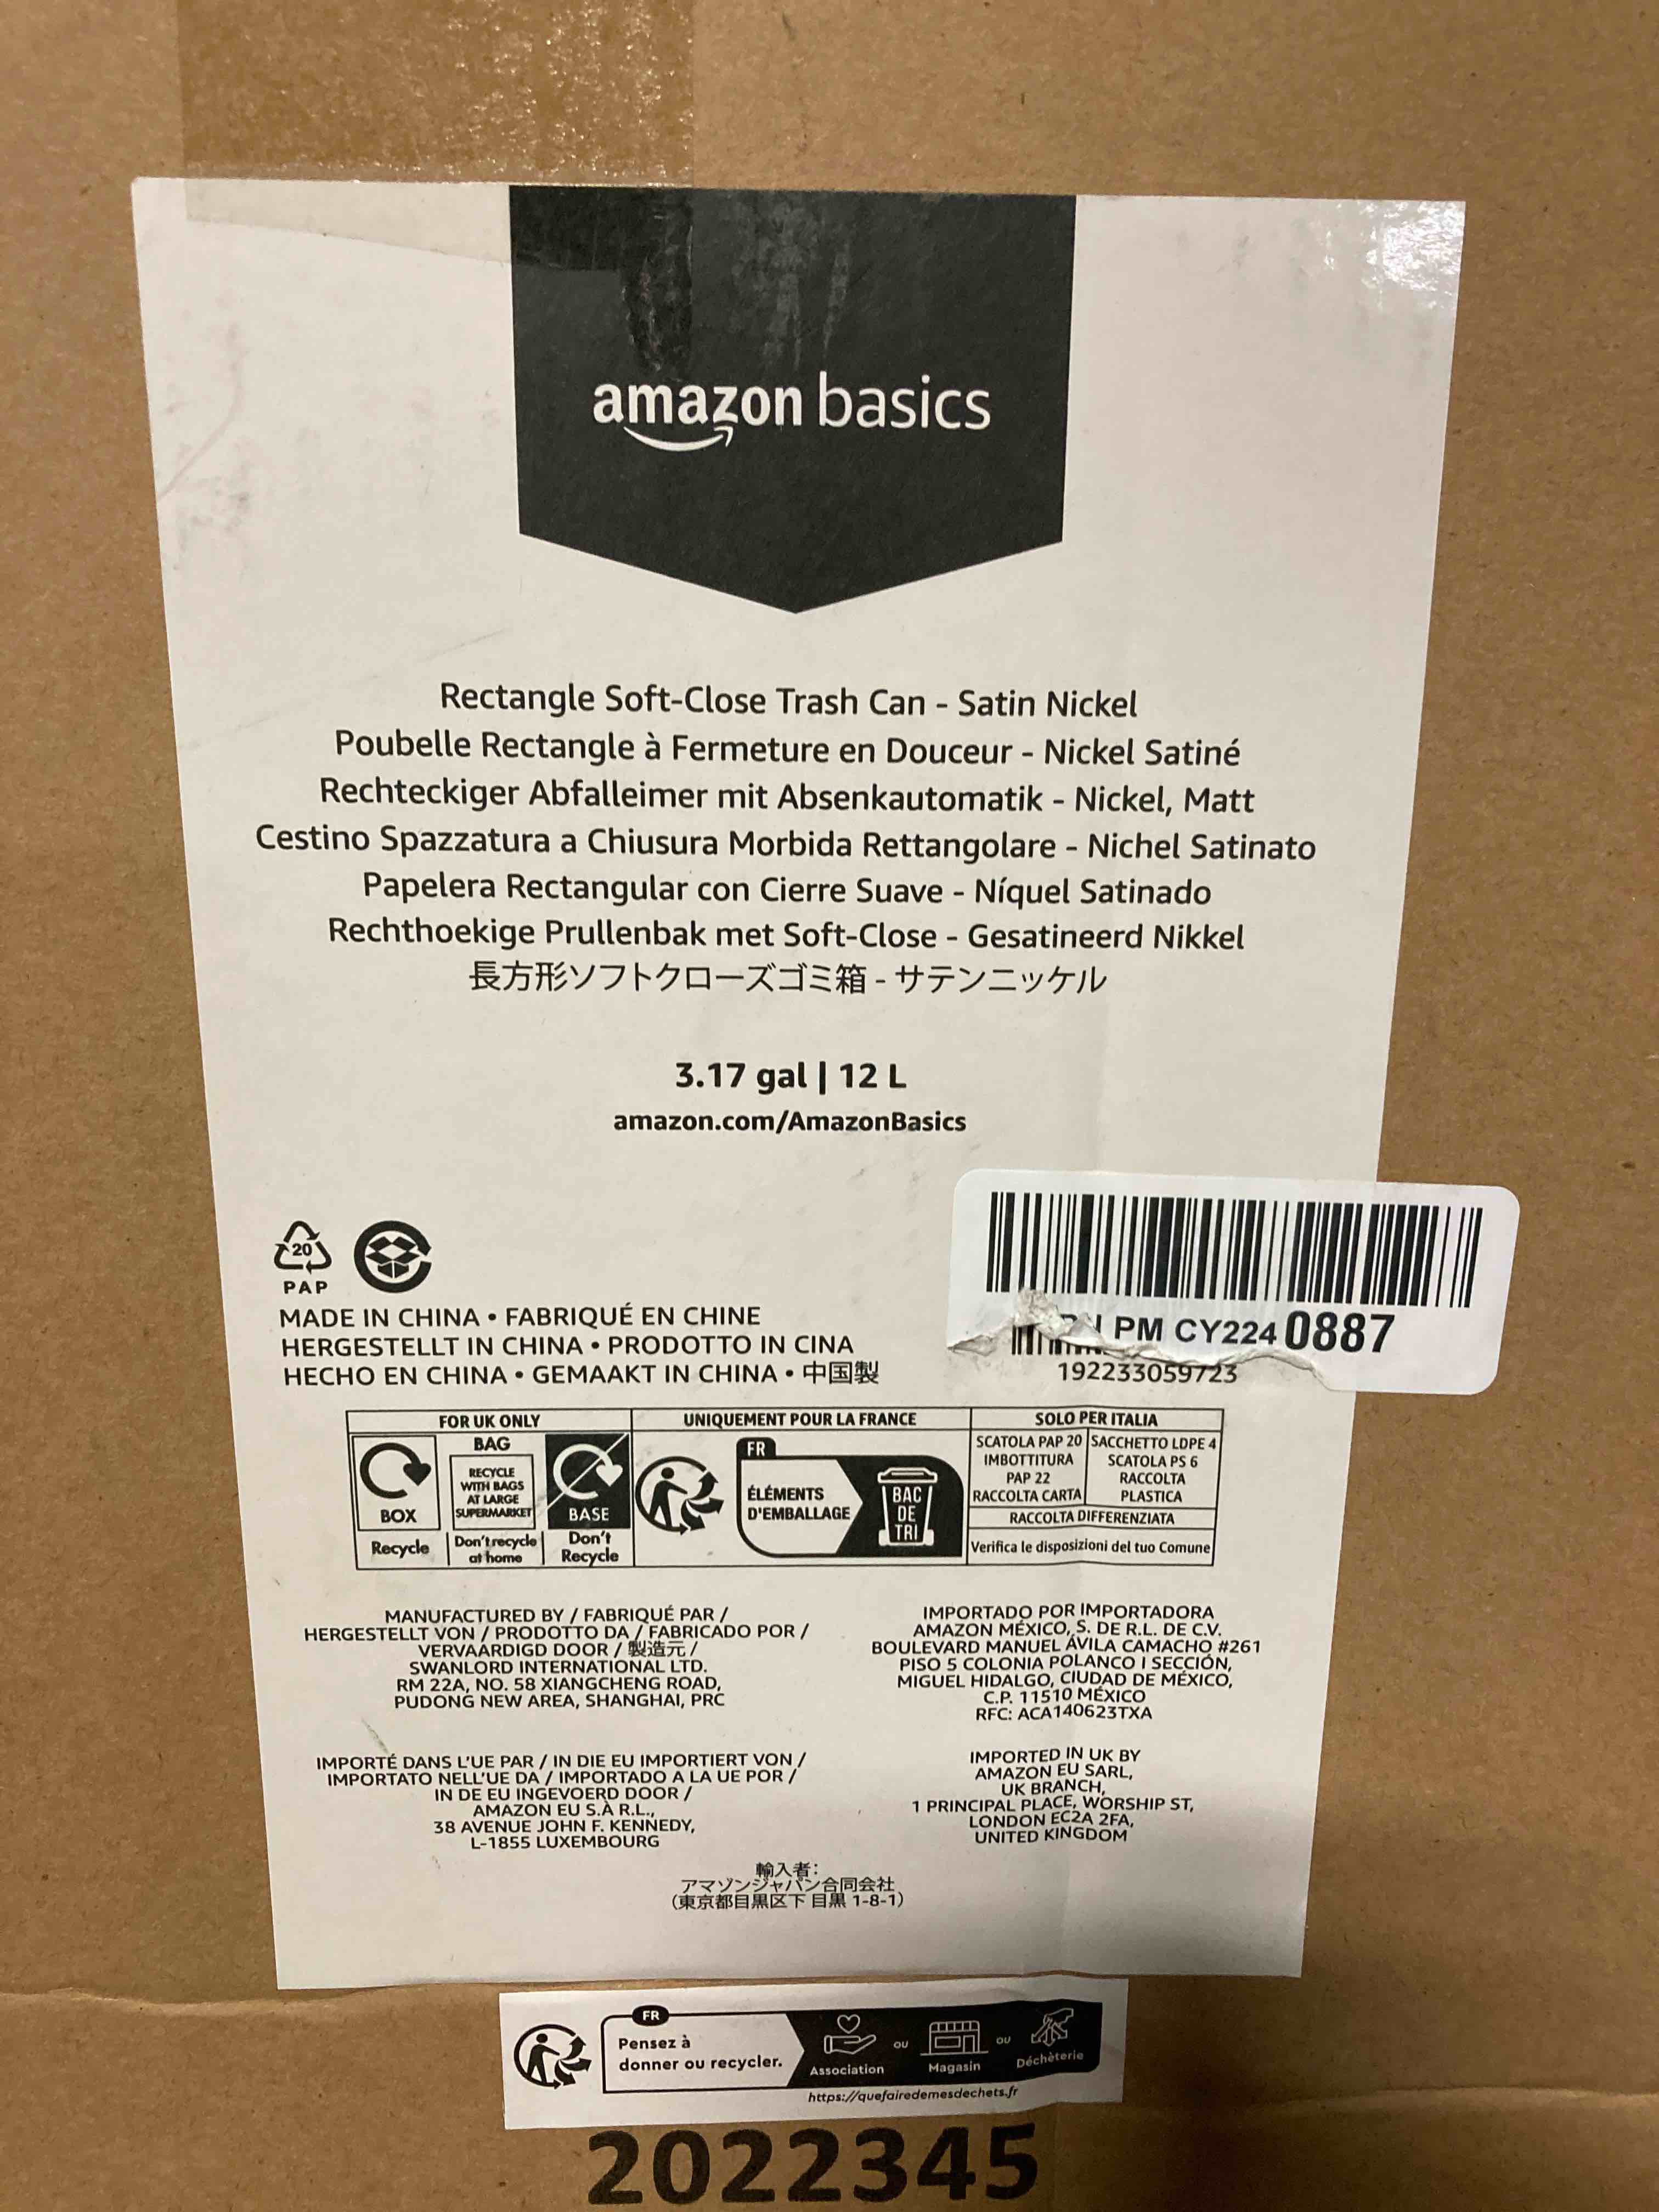 amazon basics
Rectangle Soft-Close Trash Can - Satin Nickel
Poubelle Rectangle à Fermeture en Douceur - Nickel Satiné
Rechteckiger Abfalleimer mit Absenkautomatik - Nickel, Matt
Cestino Spazzatura a Chiusura Morbida Rettangolare - Nichel Satinato
Papelera Rectangular con Cierre Suave - Níquel Satinado
Rechthoekige Prullenbak met Soft-Close - Gesatineerd Nikkel
長方形ソフトクローズゴミ箱 - サテンニッケル
3.17 gal | 12 L
amazon.com/AmazonBasics
20
PAP
MADE IN CHINA • FABRIQUÉ EN CHINE
HERGESTELLT IN CHINA • PRODOTTO IN CINA
HECHO EN CHINA • GEMAAKT IN CHINA • 中国製
PM CY224 0887
192233059723
FOR UK ONLY
BOX
Recycle
BAG
RECYCLE
WITH BAGS
AT LARGE
SUPERMARKET
Don't recycle
at home
BASE
Don't
Recycle
UNIQUEMENT POUR LA FRANCE
FR
ÉLÉMENTS
D'EMBALLAGE
BAC
DE
TRI
SOLO PER ITALIA
SCATOLA PAP 20
IMBOTTITURA
PAP 22
RACCOLTA CARTA
SACCHETTO LDPE 4
SCATOLA PS 6
RACCOLTA
PLASTICA
RACCOLTA DIFFERENZIATA
Verifica le disposizioni del tuo Comune
MANUFACTURED BY / FABRIQUÉ PAR /
HERGESTELLT VON / PRODOTTO DA / FABRICADO POR /
VERVAARDIGD DOOR / 製造元 /
SWANLORD INTERNATIONAL LTD.
RM 22A, NO. 58 XIANGCHENG ROAD,
PUDONG NEW AREA, SHANGHAI, PRC
IMPORTADO POR IMPORTADORA
AMAZON MÉXICO, S. DE R.L. DE C.V.
BOULEVARD MANUEL ÁVILA CAMACHO #261
PISO 5 COLONIA POLANCO I SECCIÓN,
MIGUEL HIDALGO, CIUDAD DE MÉXICO,
C.P. 11510 MÉXICO
RFC: ACA140623TXA
IMPORTÉ DANS L'UE PAR / IN DIE EU IMPORTIERT VON /
IMPORTATO NELL'UE DA / IMPORTADO A LA UE POR /
IN DE EU INGEVOERD DOOR /
AMAZON EU S.À R.L.,
38 AVENUE JOHN F. KENNEDY,
L-1855 LUXEMBOURG
IMPORTED IN UK BY
AMAZON EU SARL,
UK BRANCH,
1 PRINCIPAL PLACE, WORSHIP ST,
LONDON EC2A 2FA,
UNITED KINGDOM
輸入者:
アマゾンジャパン合同会社
(東京都目黒区下目黒 1-8-1)
FR
Pensez à
donner ou recycler.
Association
ou
Magasin
ou
Déchèterie
https://quefairedemesdechets.fr
2022345